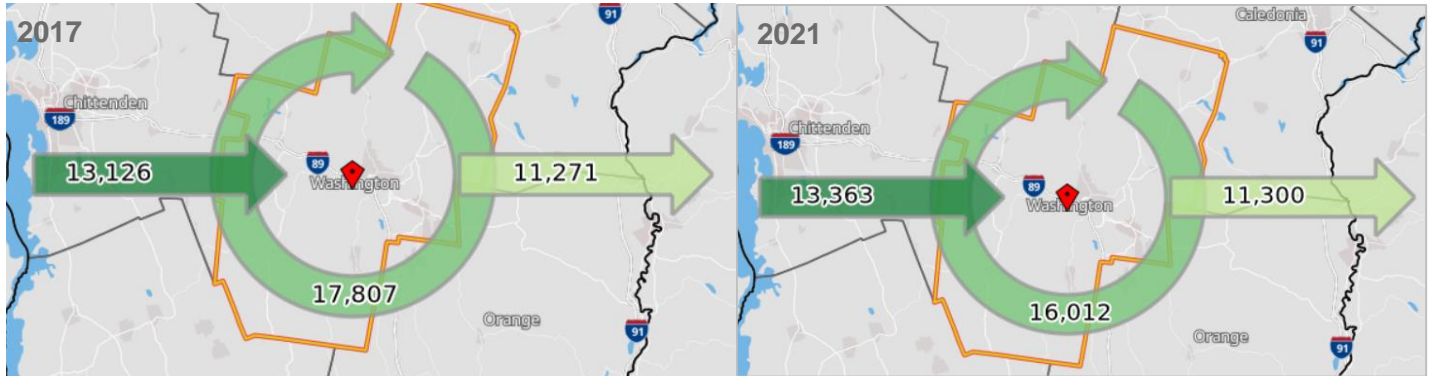 2017
91
Chittenden
189
13,126
89
Washington
11,271
17,807
Orange
91
2021
Caledonia
91
Chittenden
189
13,363
89
Washington
11,300
16,012
Orange
91